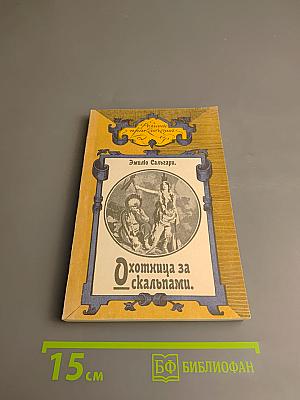 Эмилио Сальгари.
Охотница за
скальпами.
15 см
БФ БИБЛИОФАН